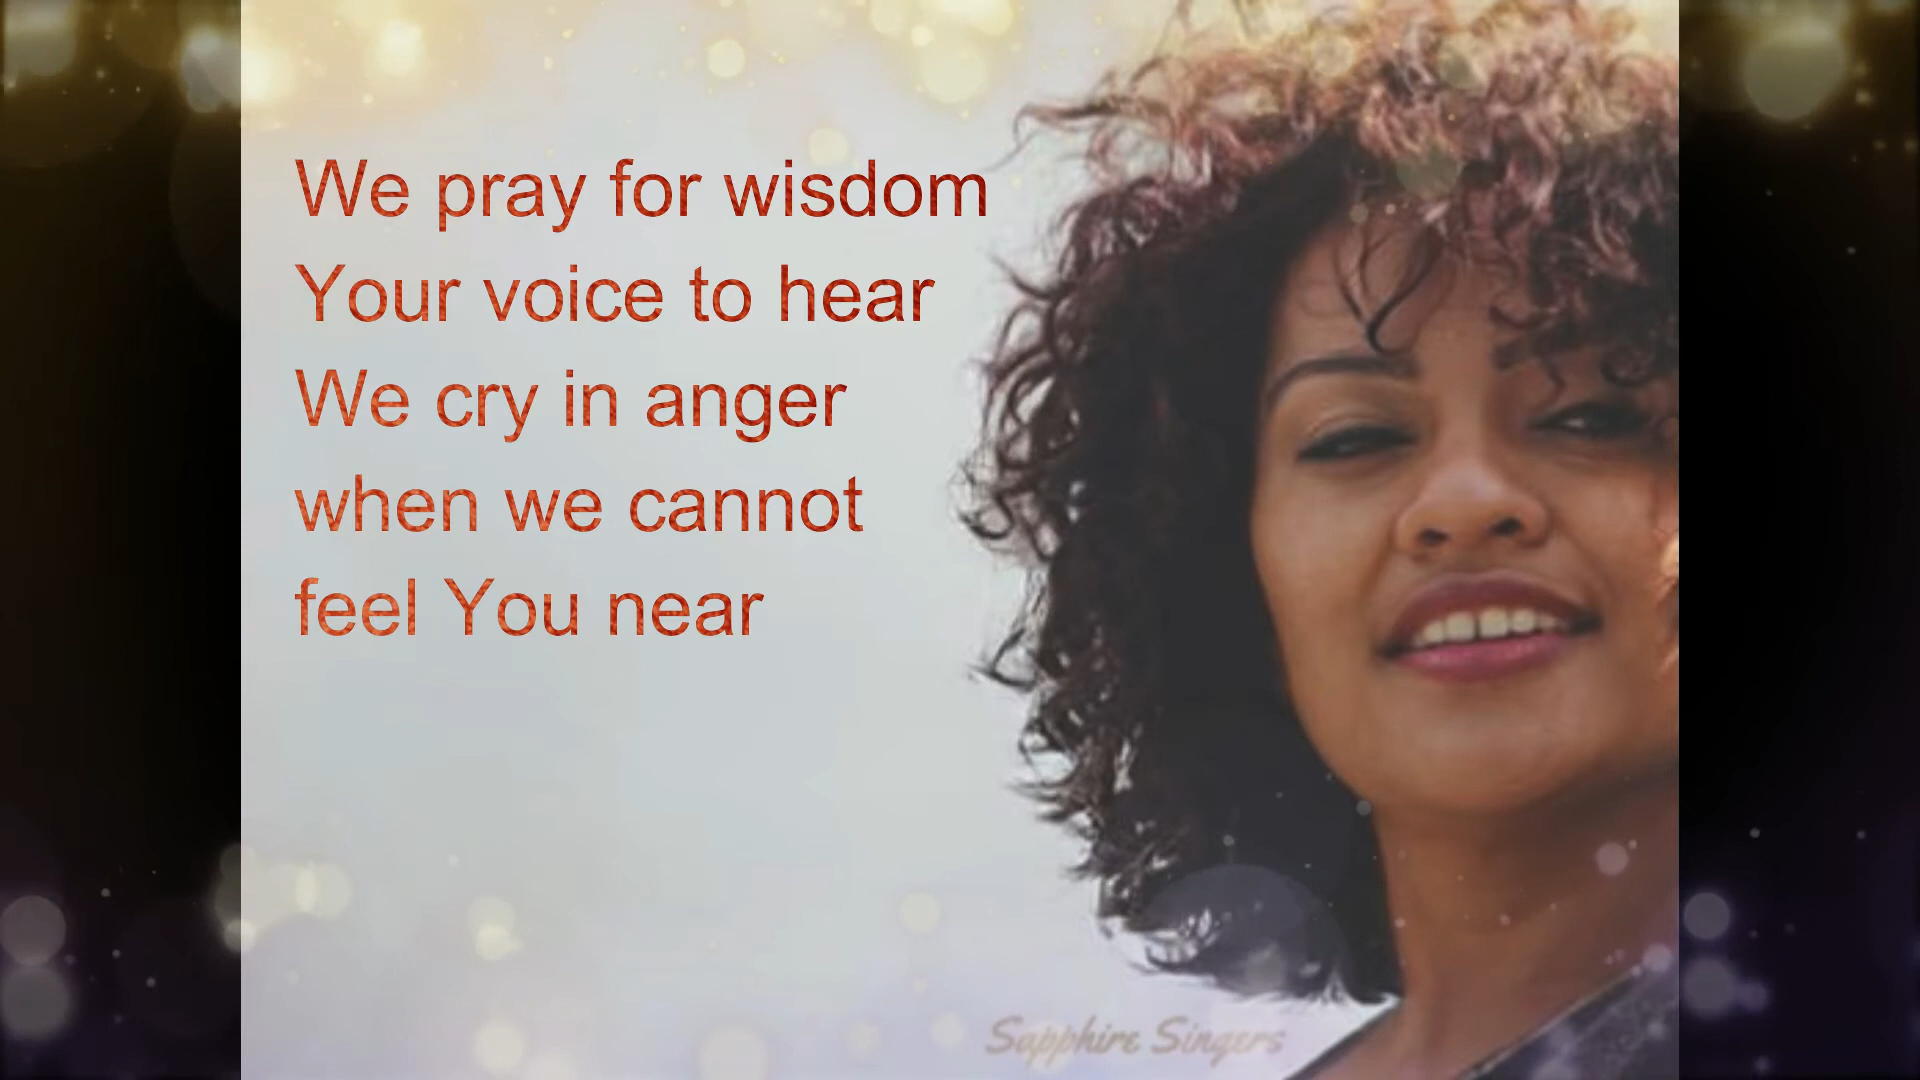 We pray for wisdom
Your voice to hear
We cry in anger
when we cannot
feel You near
Sapphire Singers